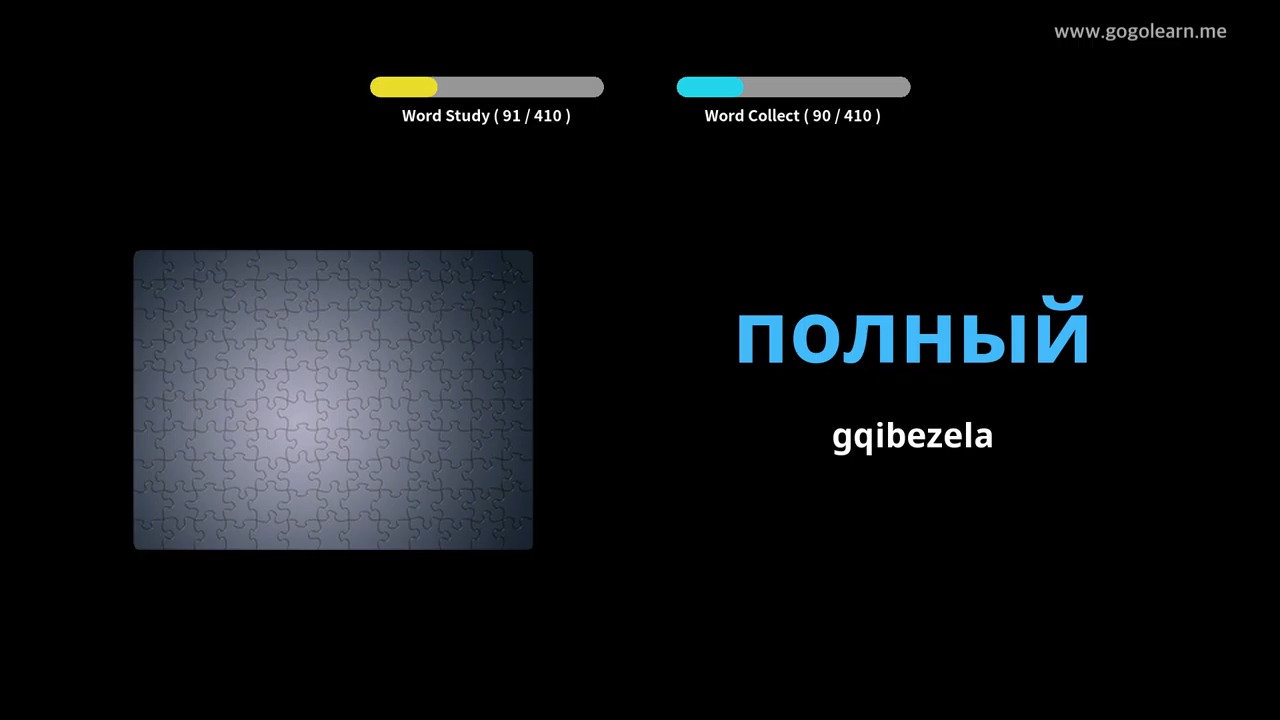 www.gogolearn.me
Word Study ( 91 / 410 )
Word Collect ( 90 / 410 )
полный
gqibezela